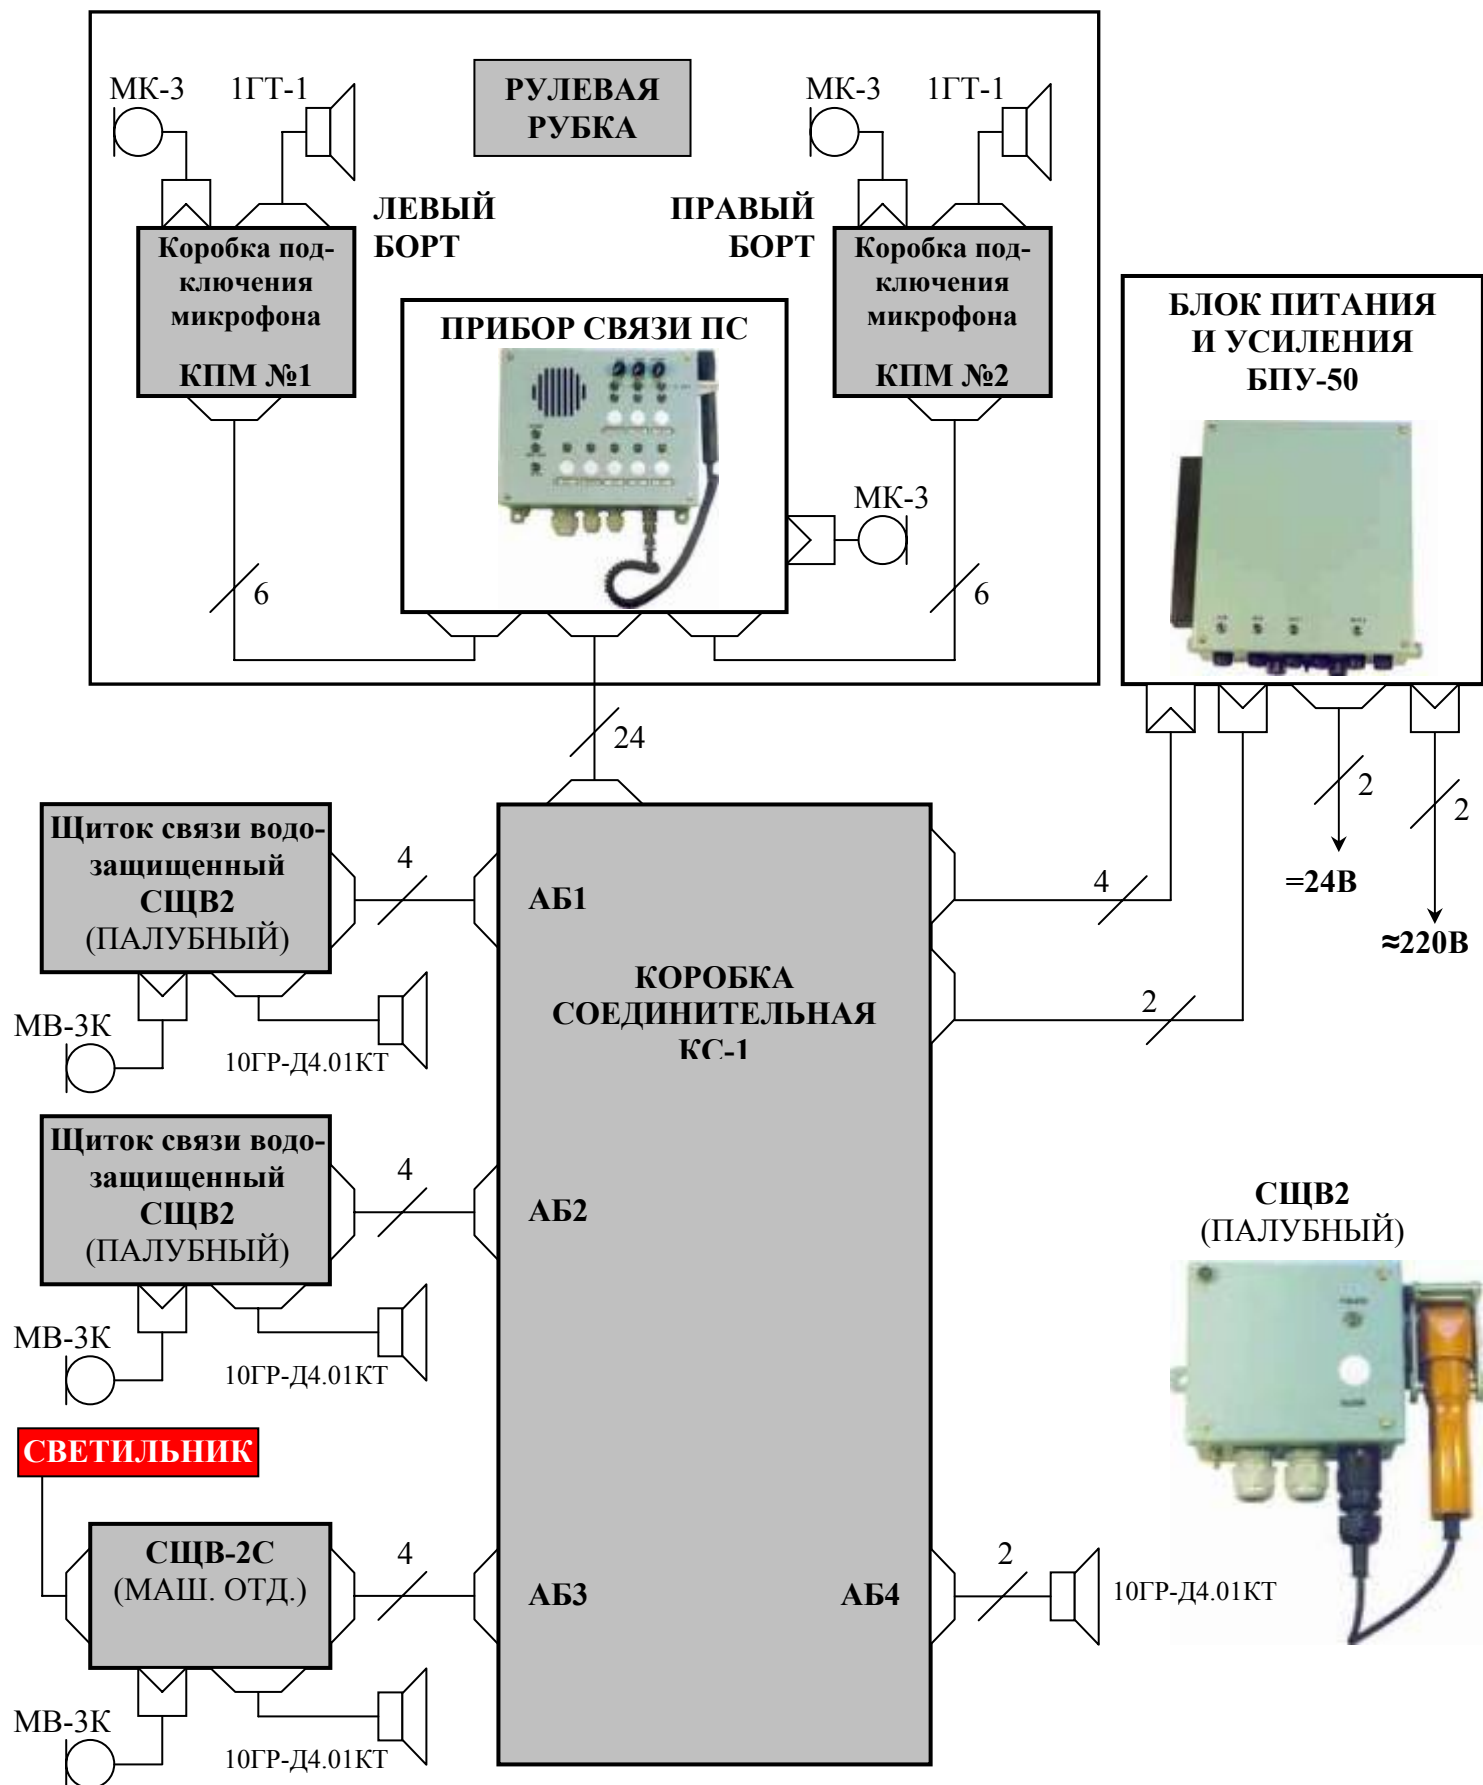 МК-3
1ГТ-1
РУЛЕВАЯ
РУБКА
МК-3
1ГТ-1
ЛЕВЫЙ
БОРТ
ПРАВЫЙ
БОРТ
Коробка под-
ключения
микрофона
КПМ №1
Коробка под-
ключения
микрофона
КПМ №2
ПРИБОР СВЯЗИ ПС
МК-3
6
6
24
БЛОК ПИТАНИЯ
И УСИЛЕНИЯ
БПУ-50
2
2
=24В
≈220В
4
2
Щиток связи водо-
защищенный
СЩВ2
(ПАЛУБНЫЙ)
4
АБ1
МВ-3К
10ГР-Д4.01КТ
КОРОБКА
СОЕДИНИТЕЛЬНАЯ
КС-1
Щиток связи водо-
защищенный
СЩВ2
(ПАЛУБНЫЙ)
4
АБ2
МВ-3К
10ГР-Д4.01КТ
СЩВ2
(ПАЛУБНЫЙ)
СВЕТИЛЬНИК
СЩВ-2С
(МАШ. ОТД.)
4
АБ3
АБ4
2
10ГР-Д4.01КТ
МВ-3К
10ГР-Д4.01КТ